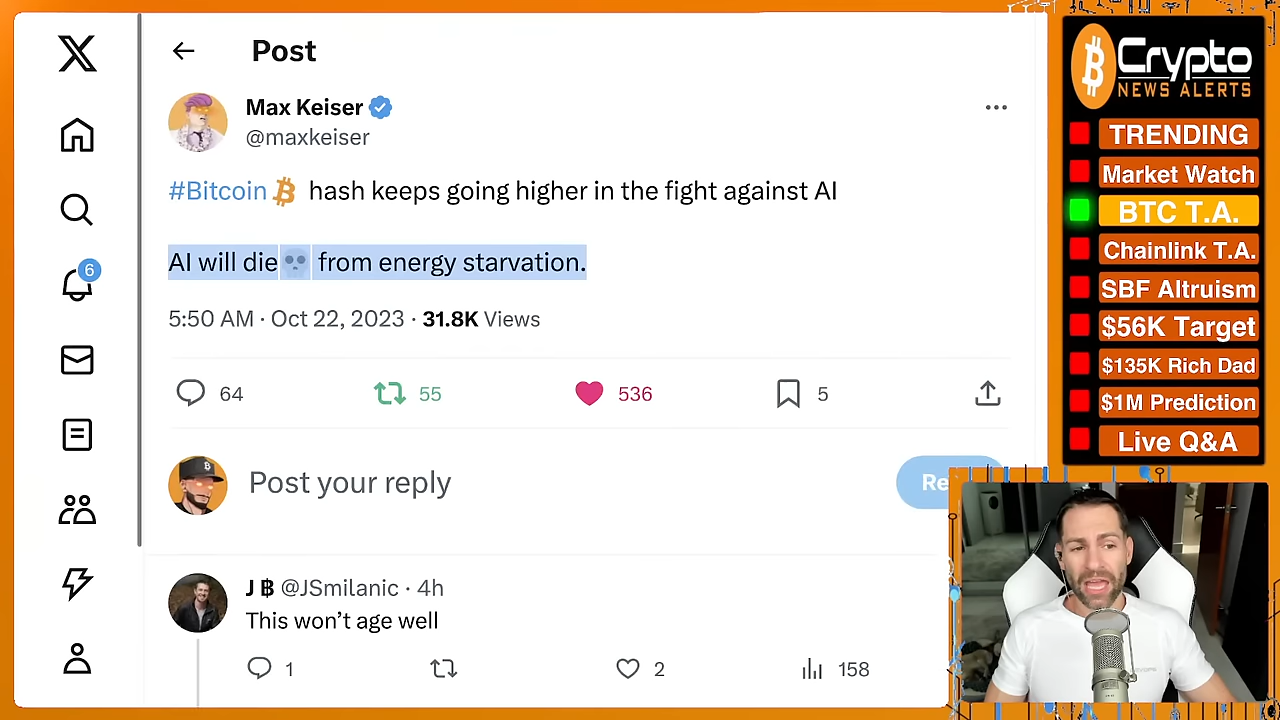 Post
Max Keiser
@maxkeiser
#Bitcoin hash keeps going higher in the fight against AI
AI will die💀 from energy starvation.
5:50 AM · Oct 22, 2023 · 31.8K Views
64
55
536
5
Post your reply
Re
J ฿ @JSmilanic · 4h
This won’t age well
1
2
158
6
Crypto
NEWS ALERTS
TRENDING
Market Watch
BTC T.A.
Chainlink T.A.
SBF Altruism
$56K Target
$135K Rich Dad
$1M Prediction
Live Q&A